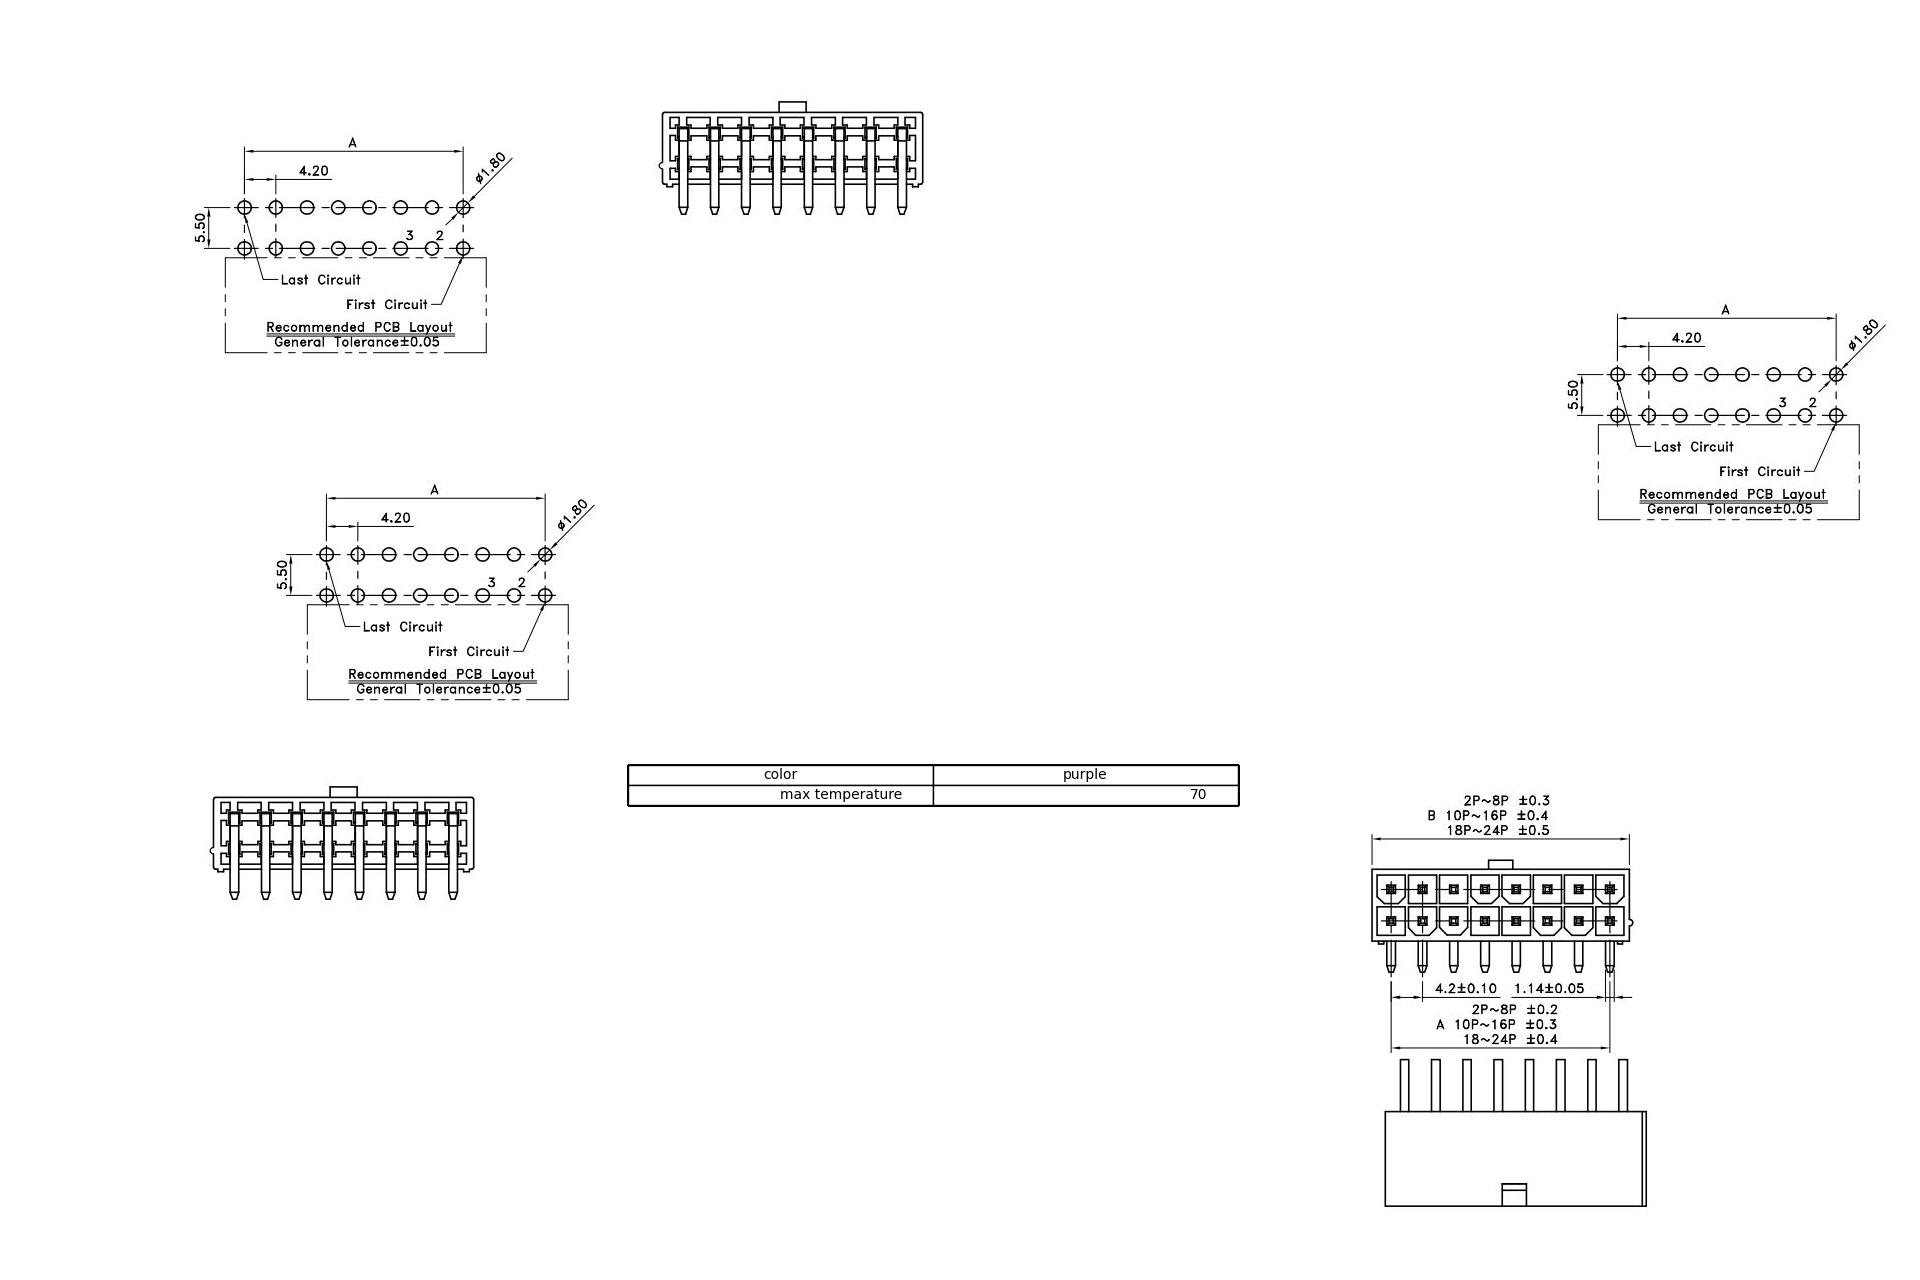 A
4.20
ø1.80
5.50
3 2
Last Circuit
First Circuit
Recommended PCB Layout
General Tolerance±0.05
A
4.20
ø1.80
5.50
3 2
Last Circuit
First Circuit
Recommended PCB Layout
General Tolerance±0.05
A
4.20
ø1.80
5.50
3 2
Last Circuit
First Circuit
Recommended PCB Layout
General Tolerance±0.05
color purple
max temperature 70
2P~8P ±0.3
B 10P~16P ±0.4
18P~24P ±0.5
4.2±0.10 1.14±0.05
2P~8P ±0.2
A 10P~16P ±0.3
18~24P ±0.4